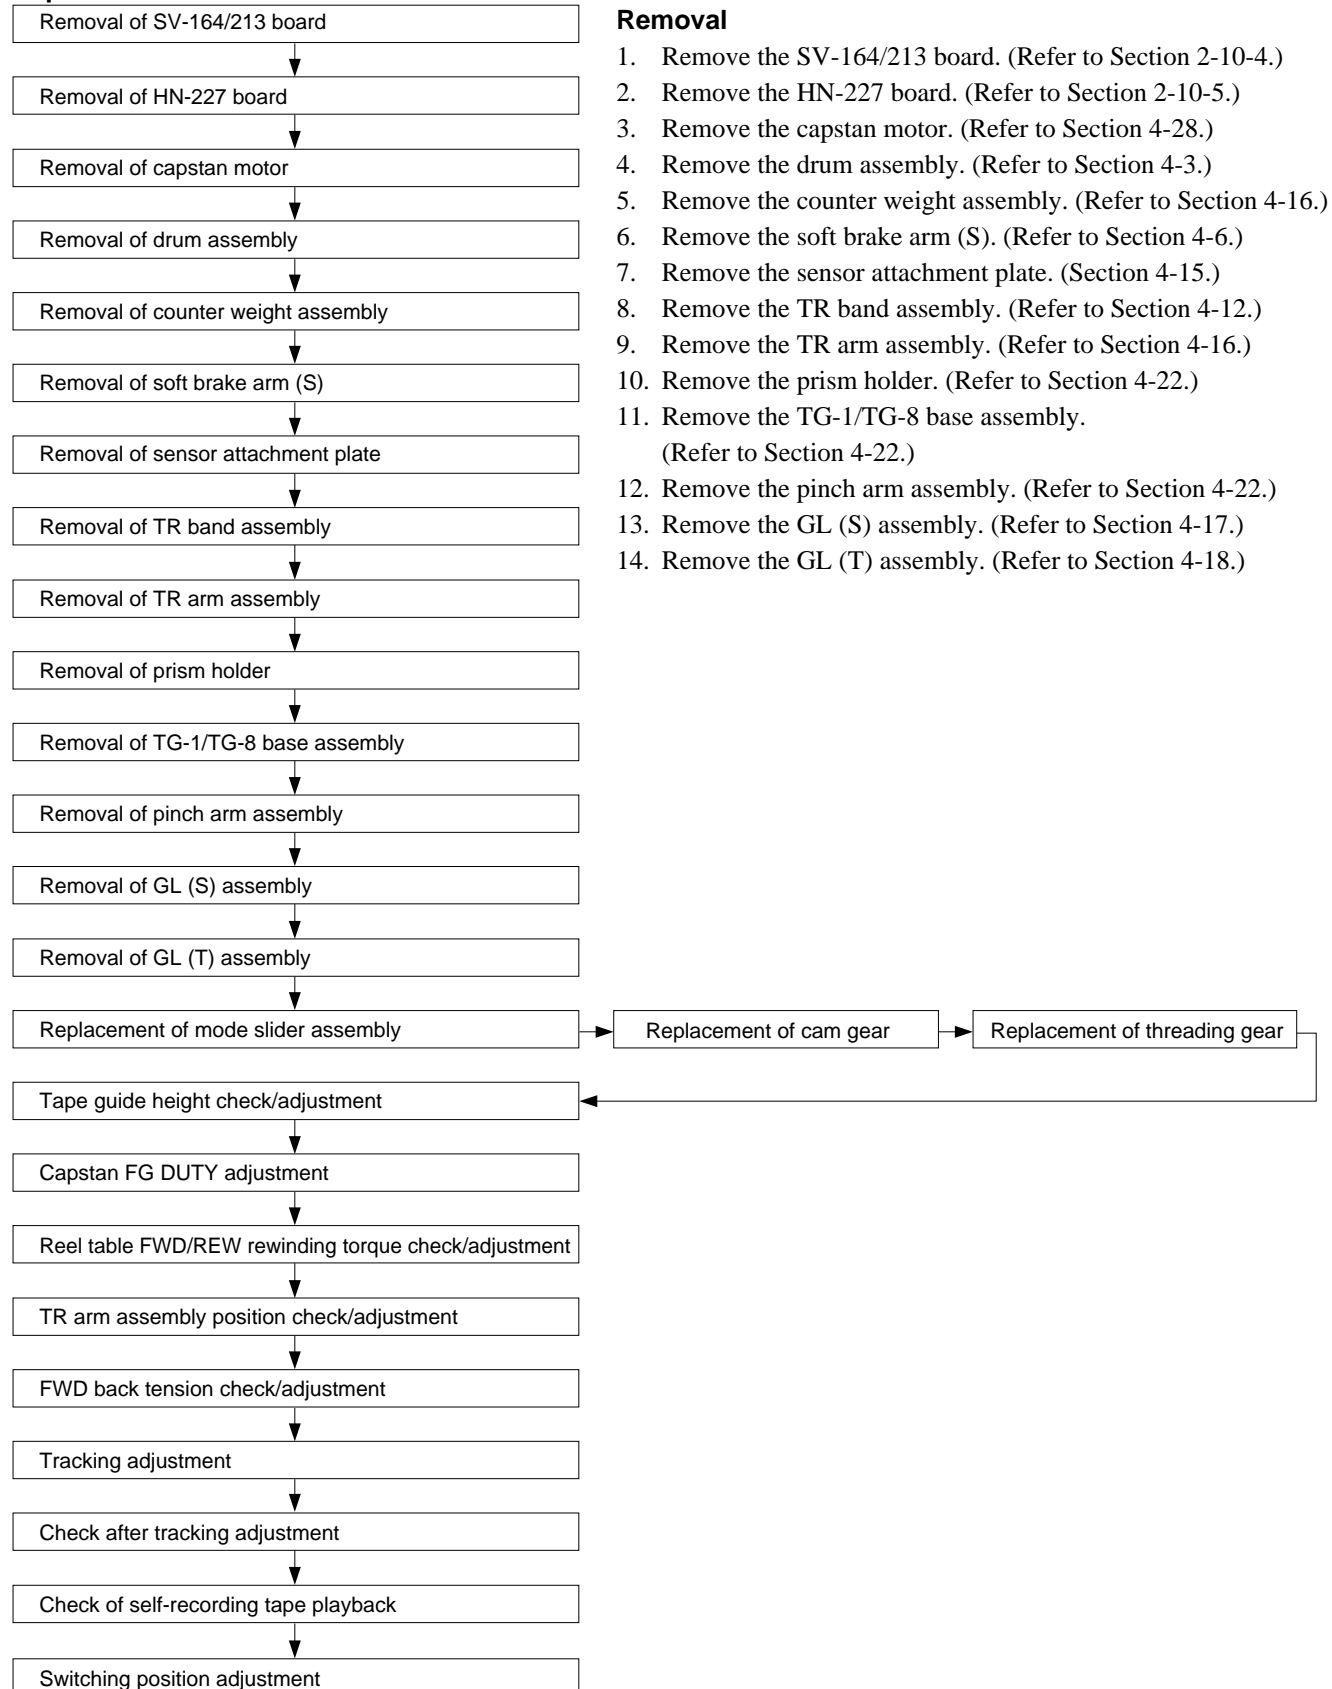 Removal of SV-164/213 board
Removal of HN-227 board
Removal of capstan motor
Removal of drum assembly
Removal of counter weight assembly
Removal of soft brake arm (S)
Removal of sensor attachment plate
Removal of TR band assembly
Removal of TR arm assembly
Removal of prism holder
Removal of TG-1/TG-8 base assembly
Removal of pinch arm assembly
Removal of GL (S) assembly
Removal of GL (T) assembly
Replacement of mode slider assembly
Replacement of cam gear
Replacement of threading gear
Tape guide height check/adjustment
Capstan FG DUTY adjustment
Reel table FWD/REW rewinding torque check/adjustment
TR arm assembly position check/adjustment
FWD back tension check/adjustment
Tracking adjustment
Check after tracking adjustment
Check of self-recording tape playback
Switching position adjustment
Removal
1. Remove the SV-164/213 board. (Refer to Section 2-10-4.)
2. Remove the HN-227 board. (Refer to Section 2-10-5.)
3. Remove the capstan motor. (Refer to Section 4-28.)
4. Remove the drum assembly. (Refer to Section 4-3.)
5. Remove the counter weight assembly. (Refer to Section 4-16.)
6. Remove the soft brake arm (S). (Refer to Section 4-6.)
7. Remove the sensor attachment plate. (Section 4-15.)
8. Remove the TR band assembly. (Refer to Section 4-12.)
9. Remove the TR arm assembly. (Refer to Section 4-16.)
10. Remove the prism holder. (Refer to Section 4-22.)
11. Remove the TG-1/TG-8 base assembly.
(Refer to Section 4-22.)
12. Remove the pinch arm assembly. (Refer to Section 4-22.)
13. Remove the GL (S) assembly. (Refer to Section 4-17.)
14. Remove the GL (T) assembly. (Refer to Section 4-18.)